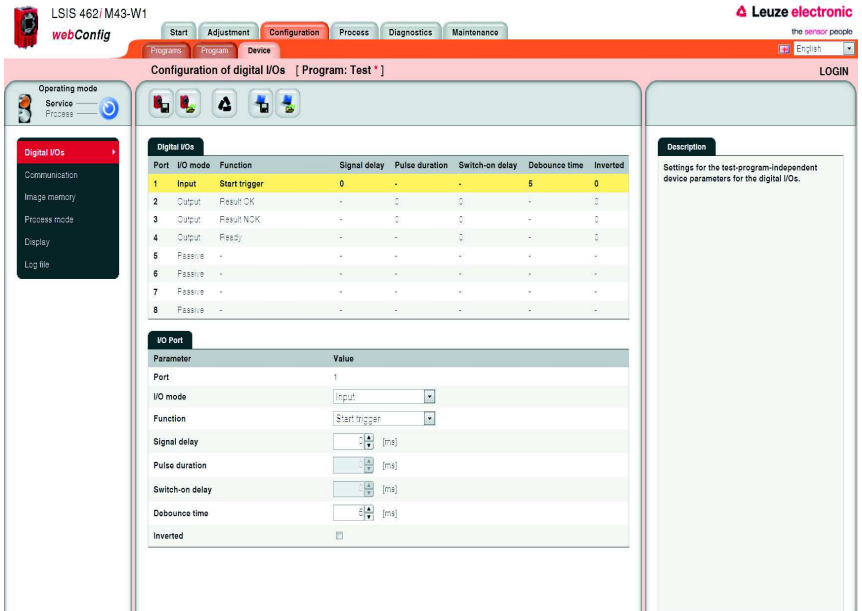 LSIS 462i M43-W1
webConfig
Start Adjustment Configuration Process Diagnostics Maintenance
Leuze electronic
the sensor people
Programs Program Device
English
Configuration of digital I/Os [ Program: Test * ]
LOGIN
Operating mode
Service
Process
Digital I/Os
Communication
Image memory
Process mode
Display
Log file
Digital I/Os
Port I/O mode Function Signal delay Pulse duration Switch-on delay Debounce time Inverted
1 Input Start trigger 0 - - 5 0
2 Output Result OK - 0 0 - 0
3 Output Result NOK - 0 0 - 0
4 Output Ready - - 0 - 0
5 Passive - - - - - -
6 Passive - - - - - -
7 Passive - - - - - -
8 Passive - - - - - -
I/O Port
Parameter Value
Port 1
I/O mode Input
Function Start trigger
Signal delay 0 [ms]
Pulse duration 0 [ms]
Switch-on delay 0 [ms]
Debounce time 5 [ms]
Inverted
Description
Settings for the test-program-independent
device parameters for the digital I/Os.